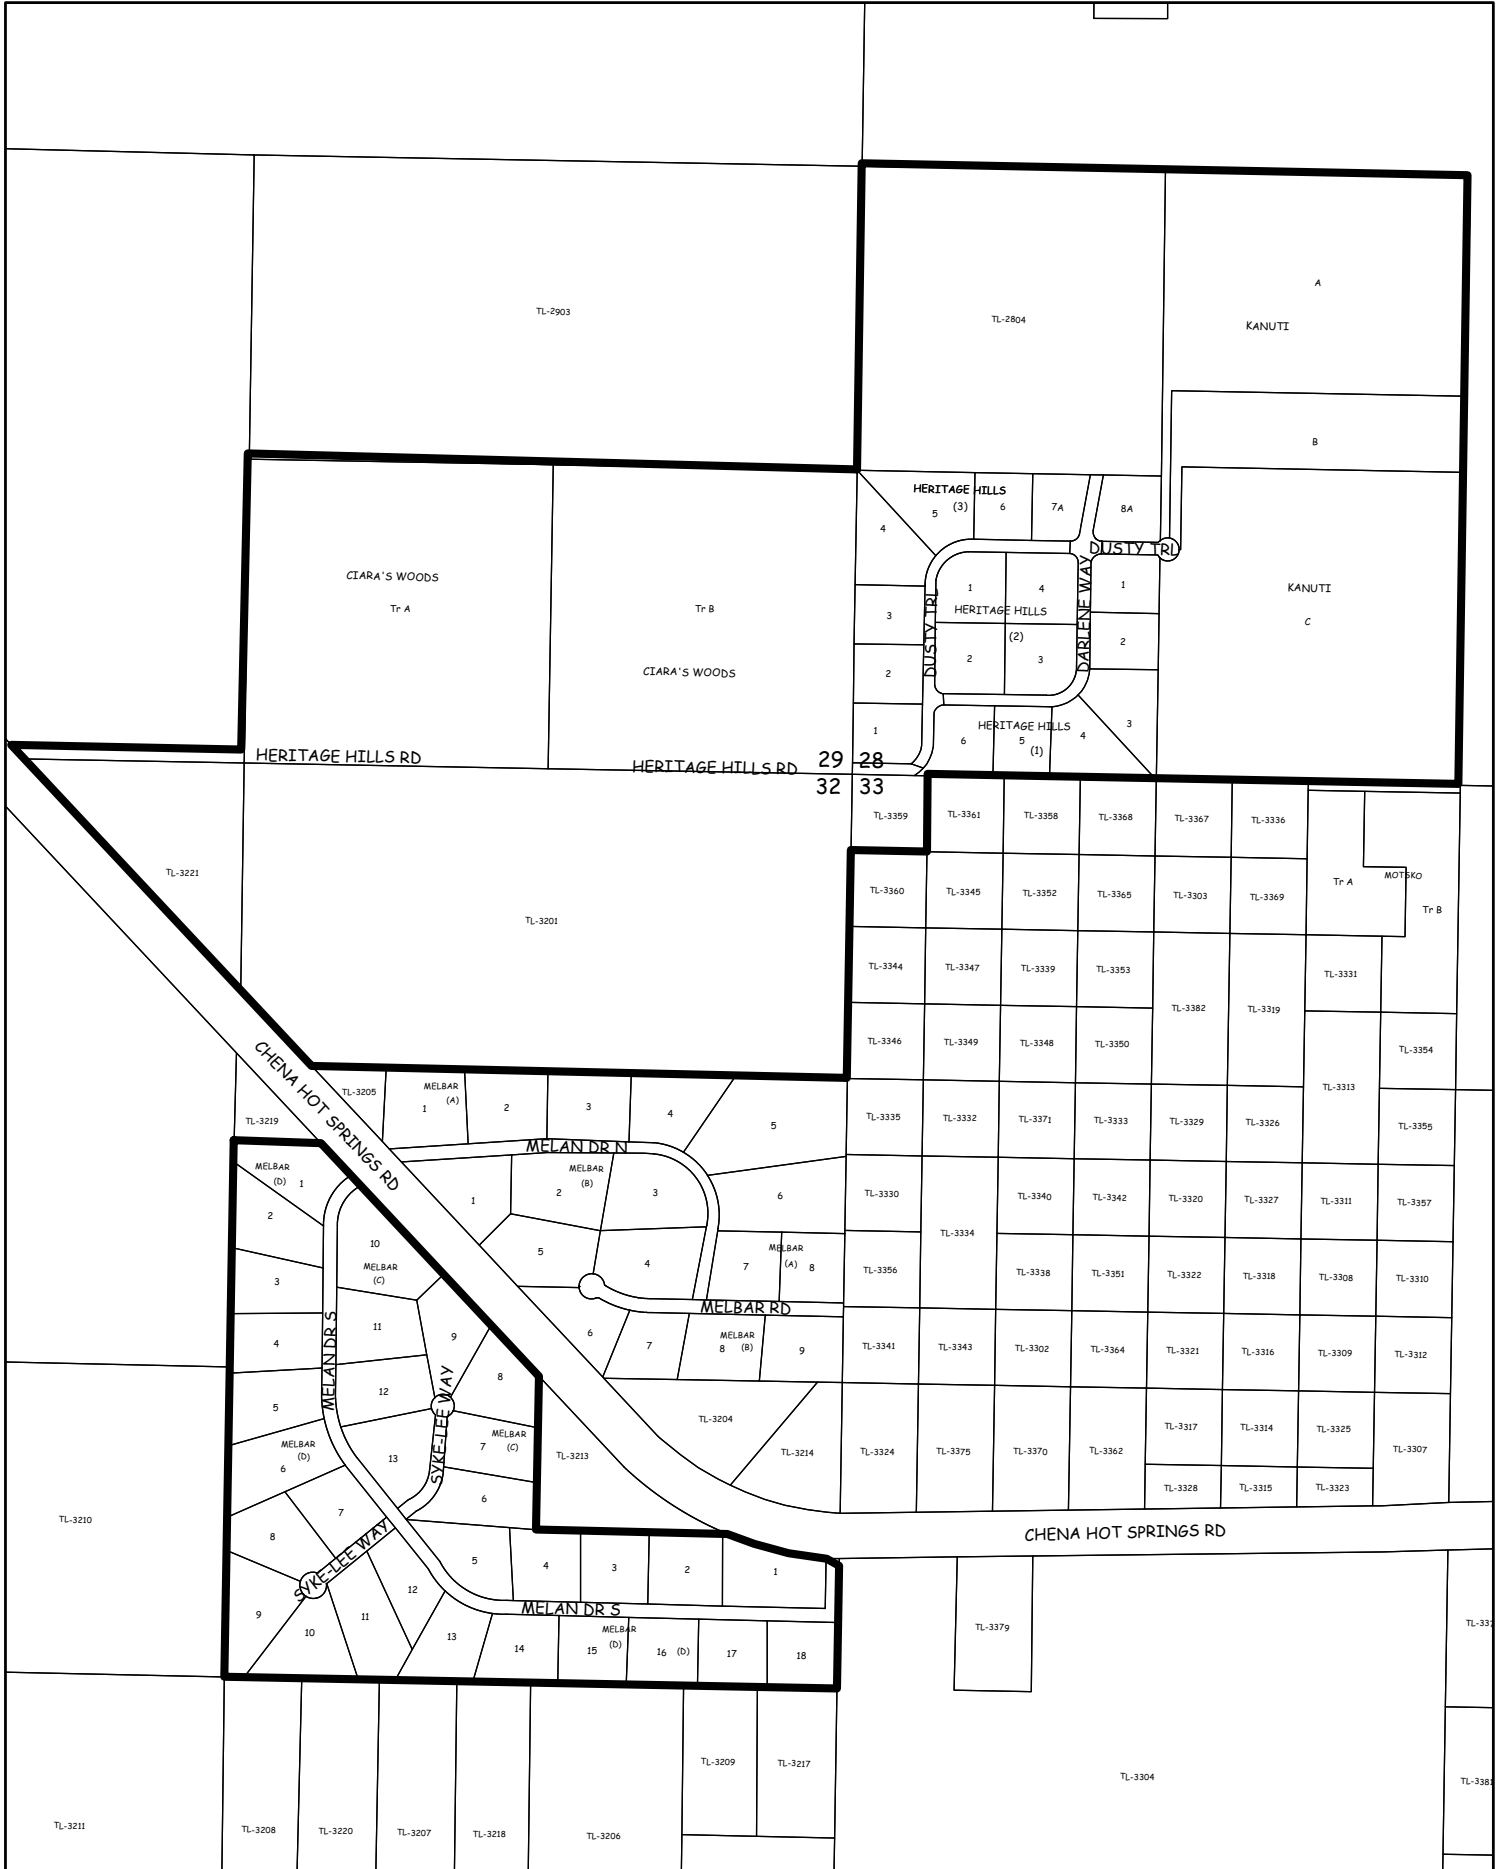 A
KANUTI
TL-2903
TL-2804
B
HERITAGE HILLS
(3)
4
5
6
7A
8A
DUSTY TRL
CIARA'S WOODS
Tr A
Tr B
CIARA'S WOODS
1
4
HERITAGE HILLS
(2)
2
3
DUSTY TRL
DARLENE WAY
1
2
3
3
2
1
KANUTI
C
HERITAGE HILLS
(1)
6
5
4
HERITAGE HILLS RD
HERITAGE HILLS RD
29 28
32 33
TL-3359
TL-3361
TL-3358
TL-3368
TL-3367
TL-3336
TL-3221
TL-3201
TL-3360
TL-3345
TL-3352
TL-3365
TL-3303
TL-3369
Tr A
MOTSKO
Tr B
TL-3344
TL-3347
TL-3339
TL-3353
TL-3382
TL-3319
TL-3331
TL-3346
TL-3349
TL-3348
TL-3350
TL-3354
TL-3313
CHENA HOT SPRINGS RD
TL-3205
TL-3219
MELBAR
(A)
1
2
3
4
5
TL-3335
TL-3332
TL-3371
TL-3333
TL-3329
TL-3326
TL-3355
MELAN DR N
MELBAR
(D)
1
2
MELBAR
(B)
1
2
3
6
TL-3330
TL-3334
TL-3340
TL-3342
TL-3320
TL-3327
TL-3311
TL-3357
10
MELBAR
(C)
5
4
7
MELBAR
(A)
8
TL-3356
TL-3338
TL-3351
TL-3322
TL-3318
TL-3308
TL-3310
3
MELBAR RD
4
MELAN DR S
11
9
6
7
MELBAR
8
(B)
9
TL-3341
TL-3343
TL-3302
TL-3364
TL-3321
TL-3316
TL-3309
TL-3312
5
12
8
SYKE-LEE WAY
TL-3204
TL-3214
TL-3213
MELBAR
(D)
6
13
7
MELBAR
(C)
TL-3324
TL-3375
TL-3370
TL-3362
TL-3317
TL-3314
TL-3325
TL-3307
TL-3328
TL-3315
TL-3323
6
7
8
TL-3210
SYKE-LEE WAY
CHENA HOT SPRINGS RD
5
4
3
2
1
9
10
11
12
13
MELAN DR S
14
15
MELBAR
(D)
16
(D)
17
18
TL-3379
TL-33
TL-3209
TL-3217
TL-3304
TL-3381
TL-3211
TL-3208
TL-3220
TL-3207
TL-3218
TL-3206